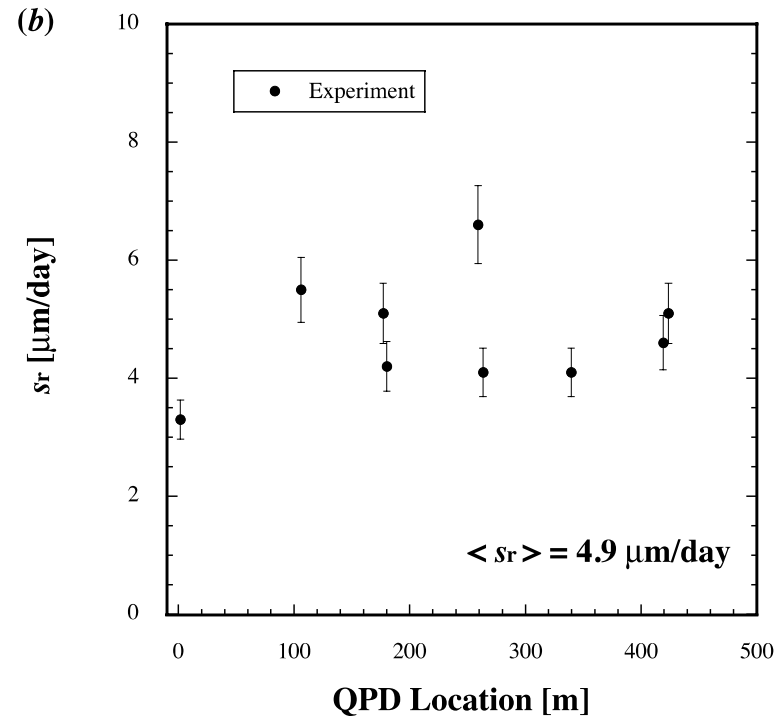 (b)
10
8
6
4
2
0
Experiment
sr [μm/day]
< sr > = 4.9 μm/day
0 100 200 300 400 500
QPD Location [m]